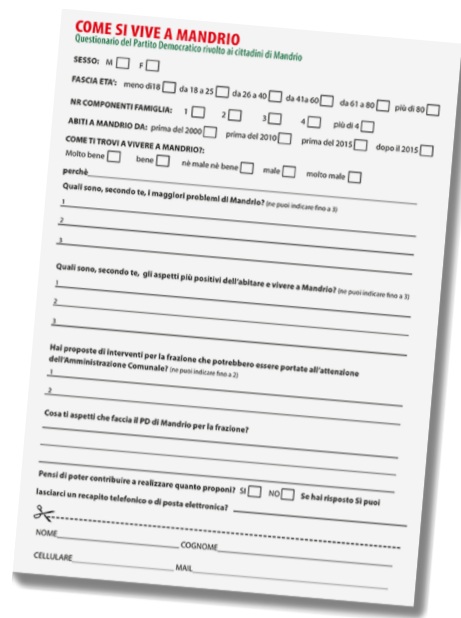 COME SI VIVE A MANDRIO
Questionario del Partito Democratico rivolto ai cittadini di Mandrio
SESSO: M F
FASCIA ETA': meno di18 da 18 a 25 da 26 a 40 da 41a 60 da 61 a 80 più di 80
NR COMPONENTI FAMIGLIA: 1 2 3 4 più di 4
ABITI A MANDRIO DA: prima del 2000 prima del 2010 prima del 2015 dopo il 2015
COME TI TROVI A VIVERE A MANDRIO?:
Molto bene bene nè male nè bene male molto male
perchè
Quali sono, secondo te, i maggiori problemi di Mandrio? (ne puoi indicare fino a 3)
1
2
3
Quali sono, secondo te, gli aspetti più positivi dell'abitare e vivere a Mandrio? (ne puoi indicare fino a 3)
1
2
3
Hai proposte di interventi per la frazione che potrebbero essere portate all'attenzione
dell'Amministrazione Comunale? (ne puoi indicare fino a 2)
1
2
Cosa ti aspetti che faccia il PD di Mandrio per la frazione?
Pensi di poter contribuire a realizzare quanto proponi? SI NO Se hai risposto Si puoi
lasciarci un recapito telefonico o di posta elettronica?
NOME COGNOME
CELLULARE MAIL